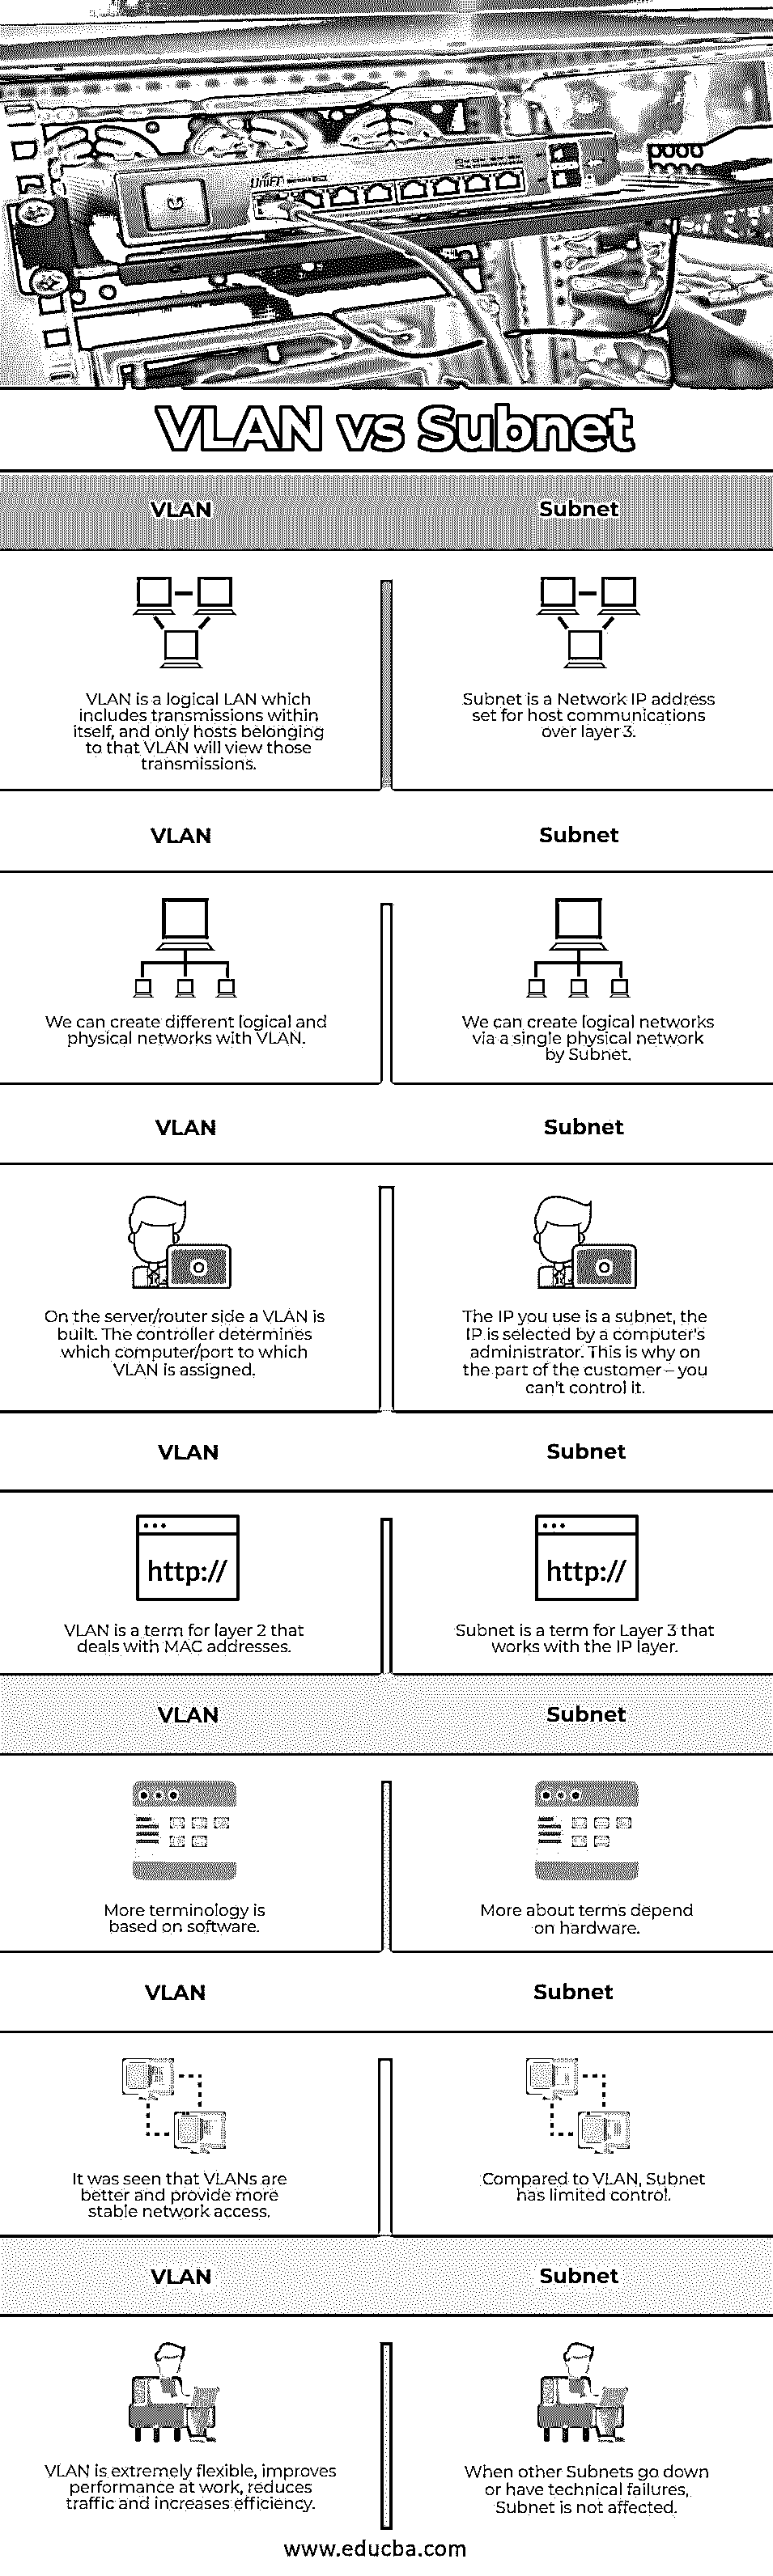 UniFi
VLAN vs Subnet
VLAN
Subnet
VLAN is a logical LAN which
includes transmissions within
itself, and only hosts belonging
to that VLAN will view those
transmissions.
Subnet is a Network IP address
set for host communications
over layer 3.
VLAN
Subnet
We can create different logical and
physical networks with VLAN.
We can create logical networks
via a single physical network
by Subnet.
VLAN
Subnet
On the server/router side a VLAN is
built. The controller determines
which computer/port to which
VLAN is assigned.
The IP you use is a subnet, the
IP is selected by a computer's
administrator. This is why on
the part of the customer – you
can't control it.
VLAN
Subnet
http://
http://
VLAN is a term for layer 2 that
deals with MAC addresses.
Subnet is a term for Layer 3 that
works with the IP layer.
VLAN
Subnet
More terminology is
based on software.
More about terms depend
on hardware.
VLAN
Subnet
It was seen that VLANs are
better and provide more
stable network access.
Compared to VLAN, Subnet
has limited control.
VLAN
Subnet
VLAN is extremely flexible, improves
performance at work, reduces
traffic and increases efficiency.
When other Subnets go down
or have technical failures,
Subnet is not affected.
www.educba.com